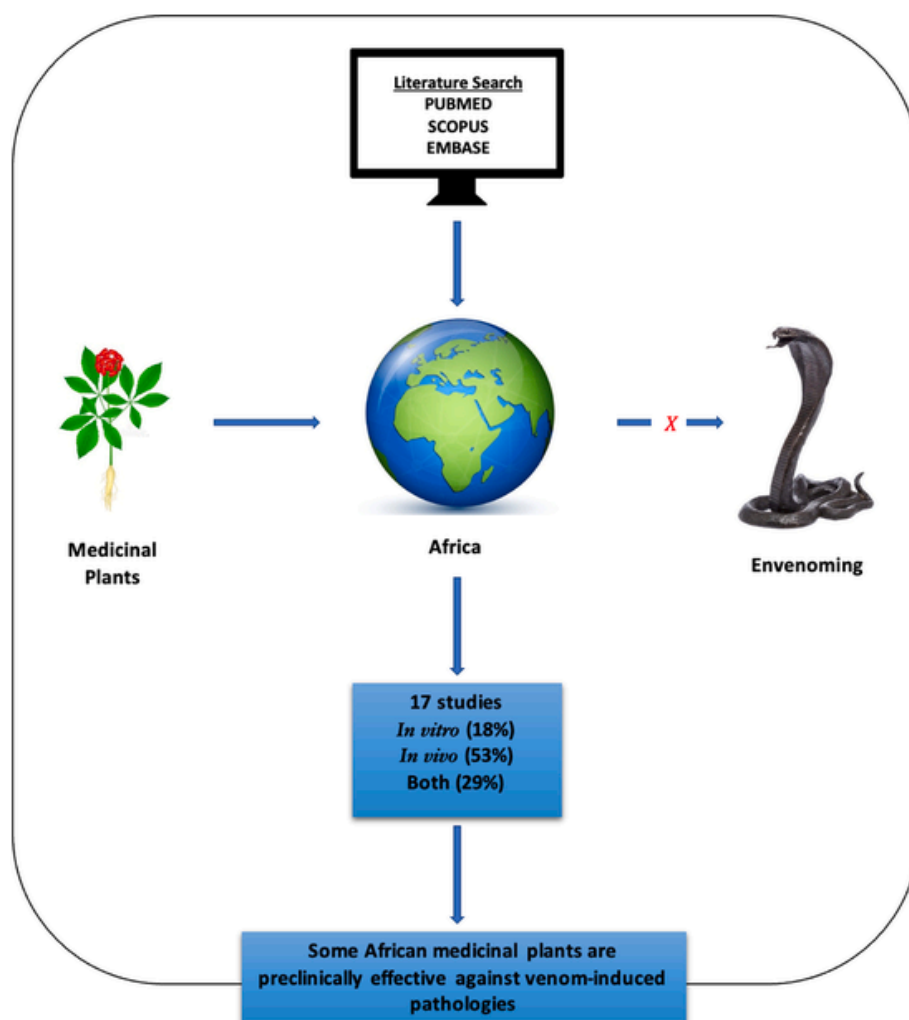 Literature Search
PUBMED
SCOPUS
EMBASE
X
Medicinal
Plants
Africa
Envenoming
17 studies
In vitro (18%)
In vivo (53%)
Both (29%)
Some African medicinal plants are
preclinically effective against venom-induced
pathologies